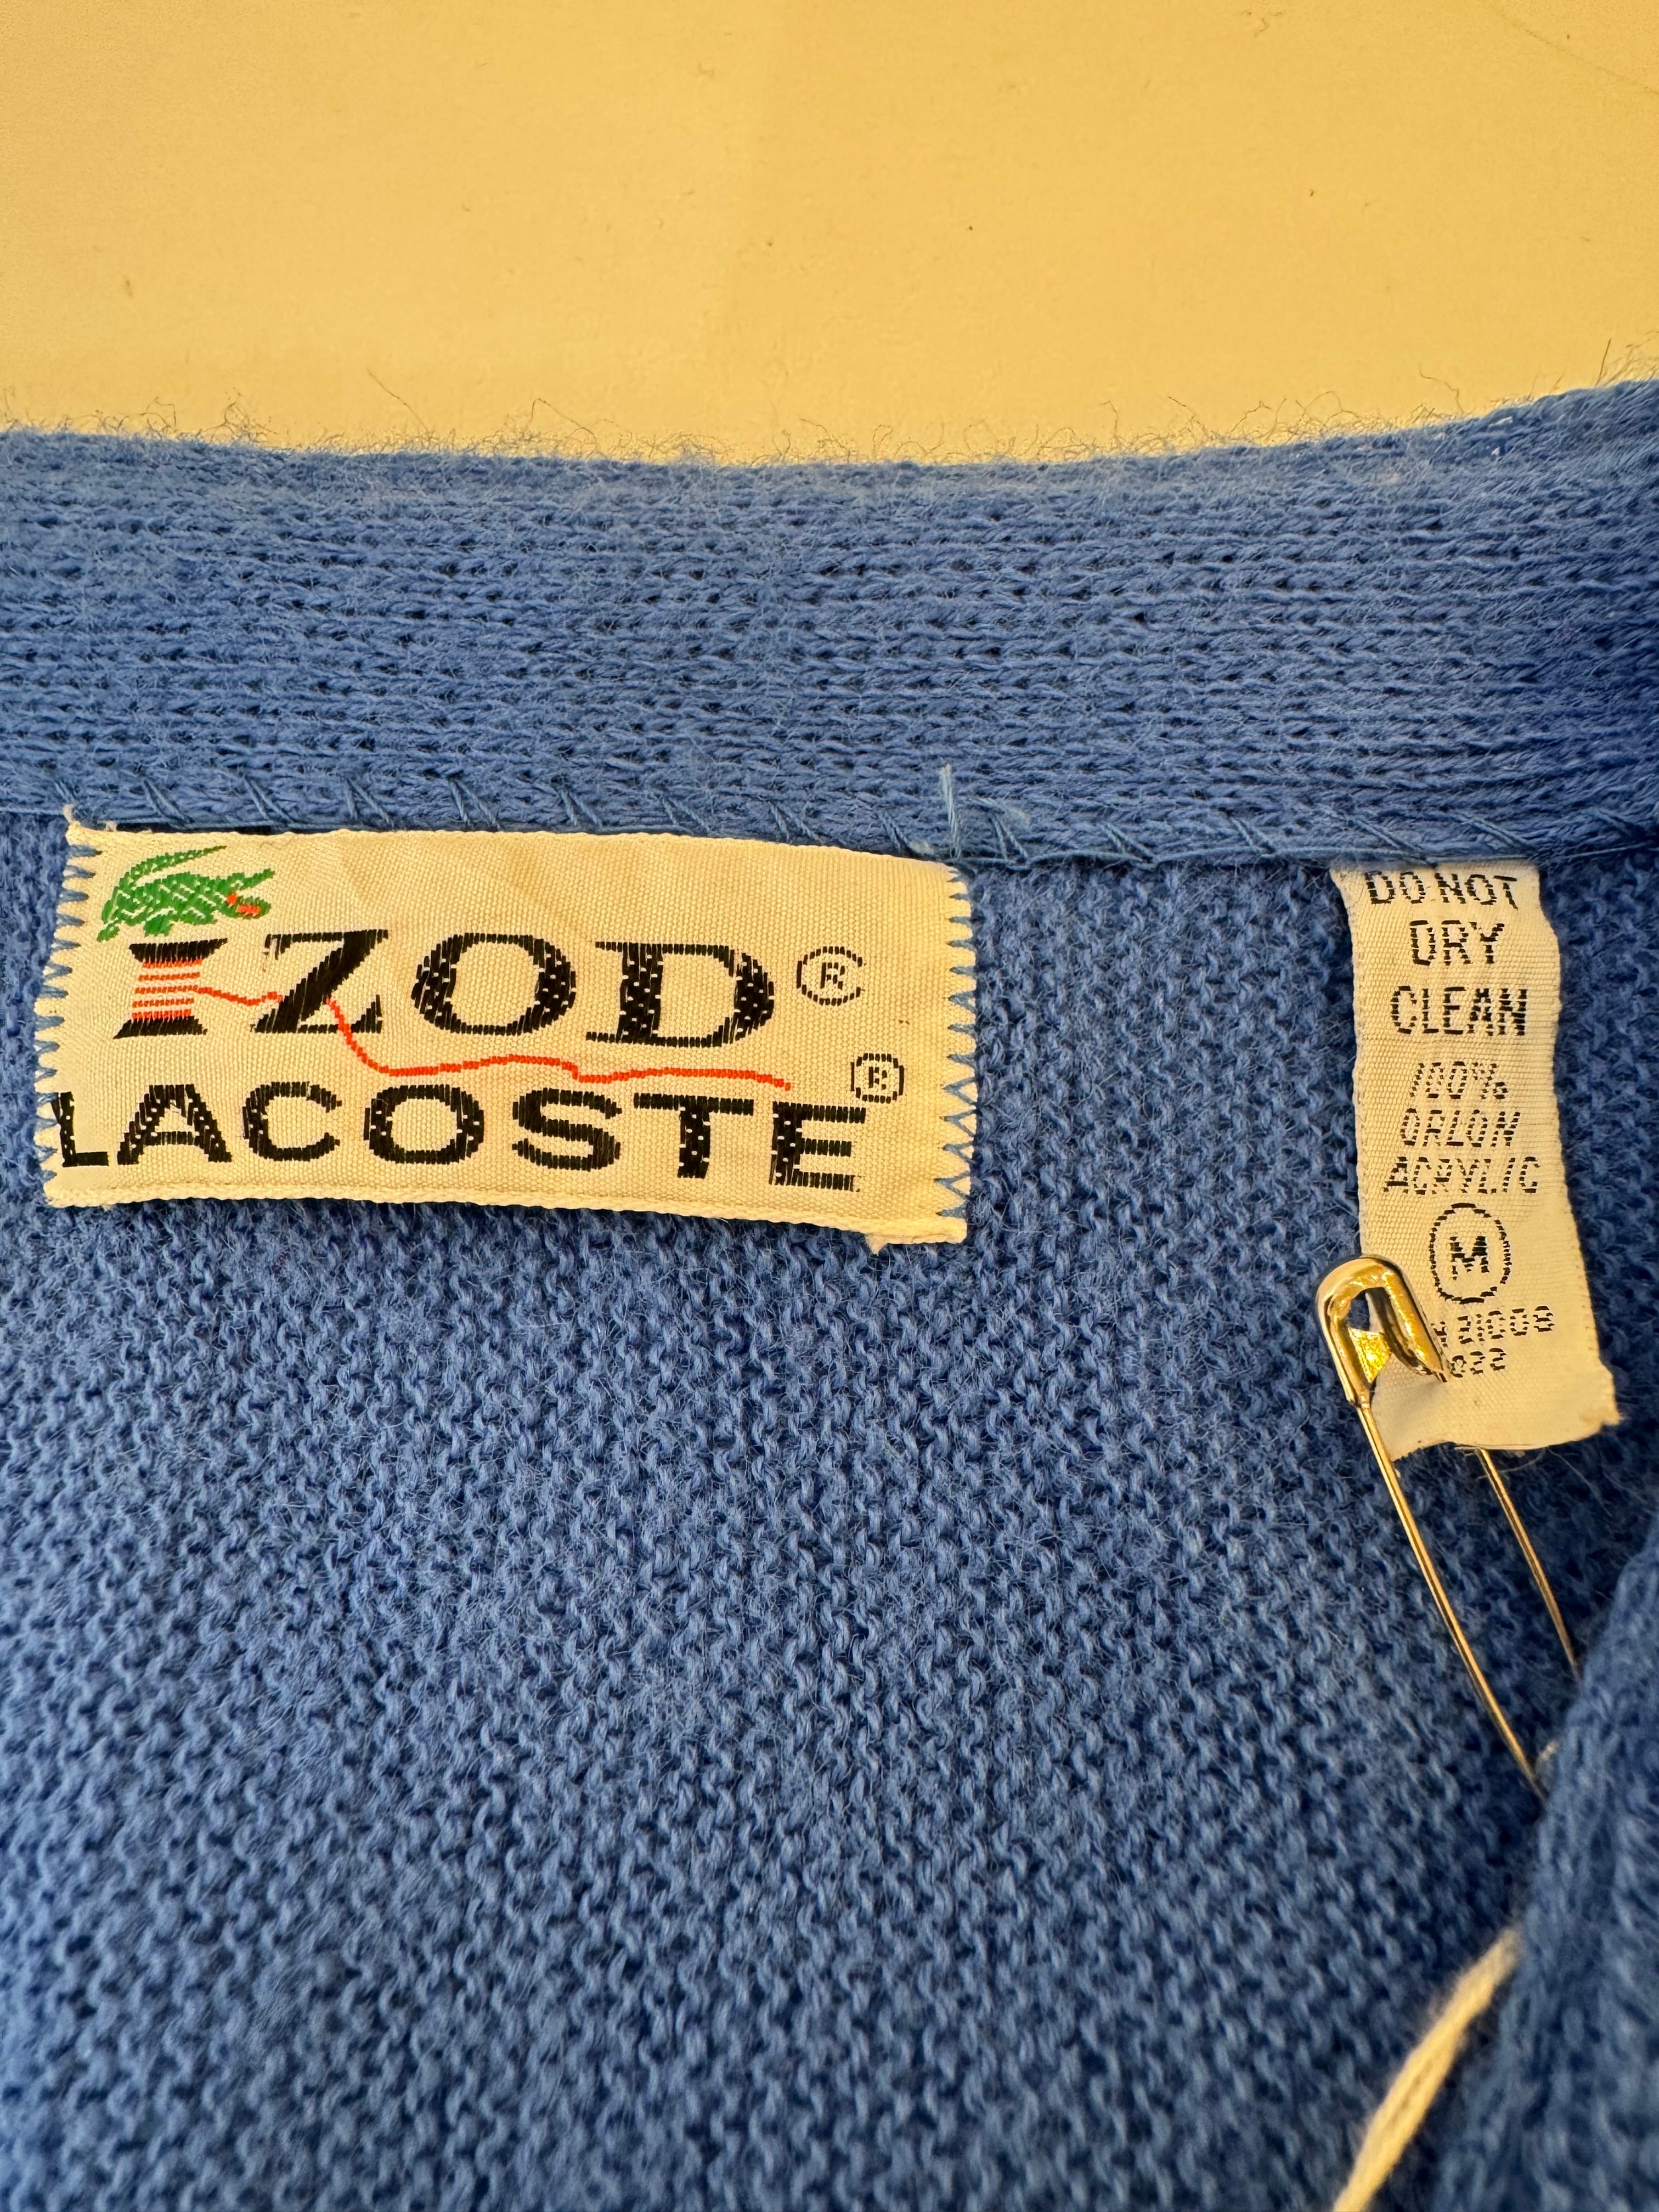 IZOD®
LACOSTE®
DO NOT
DRY
CLEAN
100%
ORLON
ACRYLIC
M